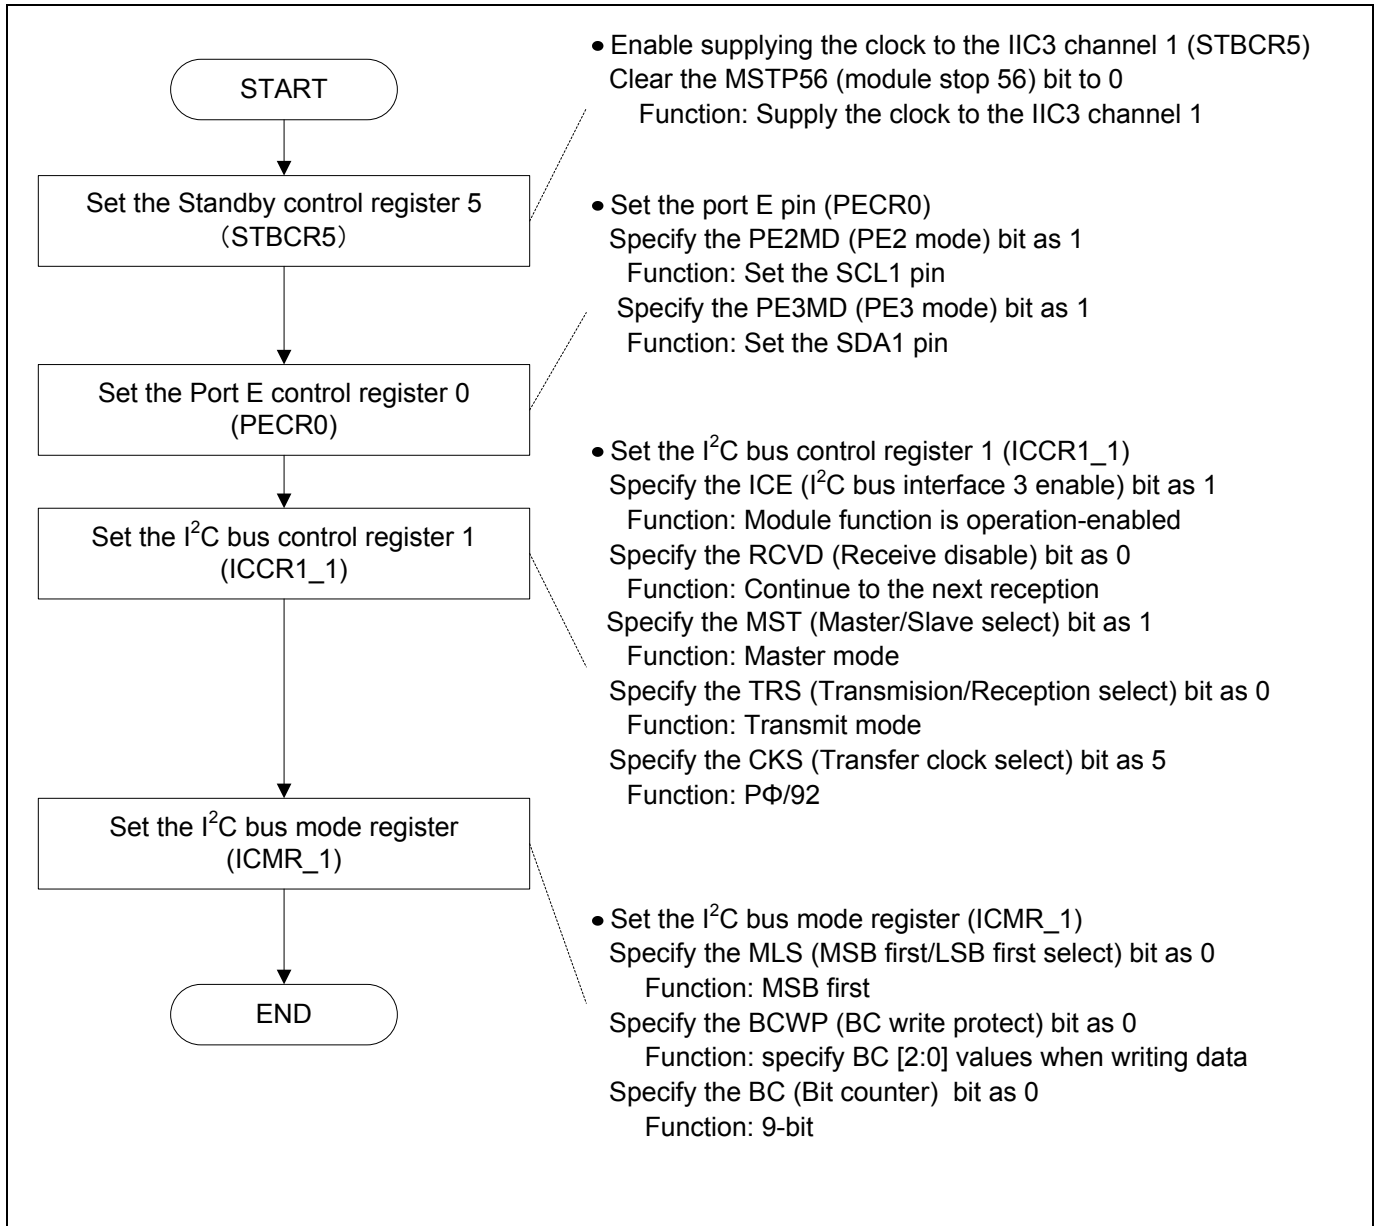 START
Set the Standby control register 5
（STBCR5）
Set the Port E control register 0
(PECR0)
Set the I²C bus control register 1
(ICCR1_1)
Set the I²C bus mode register
(ICMR_1)
END
● Enable supplying the clock to the IIC3 channel 1 (STBCR5)
Clear the MSTP56 (module stop 56) bit to 0
Function: Supply the clock to the IIC3 channel 1
● Set the port E pin (PECR0)
Specify the PE2MD (PE2 mode) bit as 1
Function: Set the SCL1 pin
Specify the PE3MD (PE3 mode) bit as 1
Function: Set the SDA1 pin
● Set the I²C bus control register 1 (ICCR1_1)
Specify the ICE (I²C bus interface 3 enable) bit as 1
Function: Module function is operation-enabled
Specify the RCVD (Receive disable) bit as 0
Function: Continue to the next reception
Specify the MST (Master/Slave select) bit as 1
Function: Master mode
Specify the TRS (Transmision/Reception select) bit as 0
Function: Transmit mode
Specify the CKS (Transfer clock select) bit as 5
Function: PΦ/92
● Set the I²C bus mode register (ICMR_1)
Specify the MLS (MSB first/LSB first select) bit as 0
Function: MSB first
Specify the BCWP (BC write protect) bit as 0
Function: specify BC [2:0] values when writing data
Specify the BC (Bit counter) bit as 0
Function: 9-bit